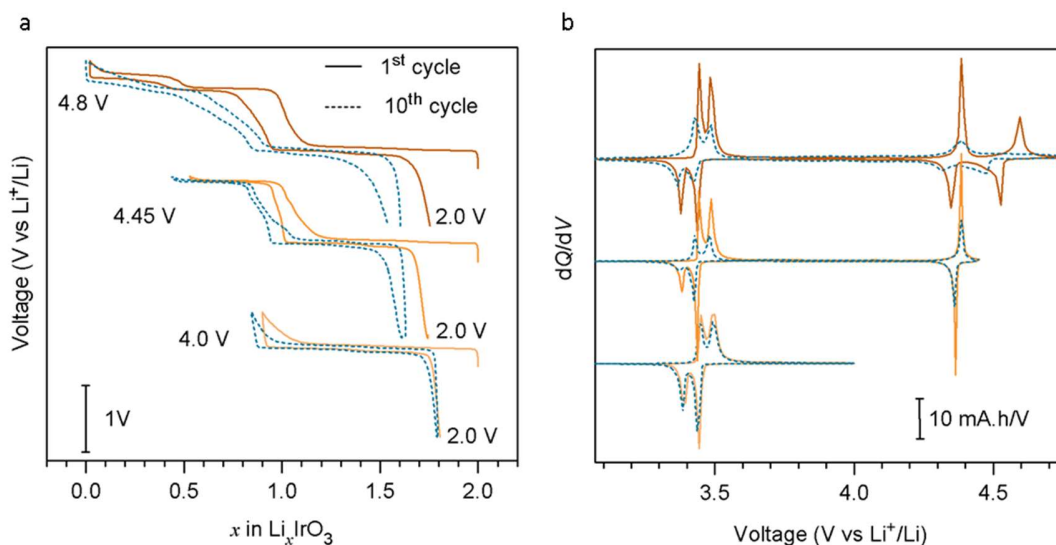 a
Voltage (V vs Li⁺/Li)
1ˢᵗ cycle
10ᵗʰ cycle
4.8 V
2.0 V
4.45 V
2.0 V
4.0 V
2.0 V
1V
0.0 0.5 1.0 1.5 2.0
x in LiₓIrO₃
b
dQ/dV
10 mA.h/V
3.5 4.0 4.5
Voltage (V vs Li⁺/Li)